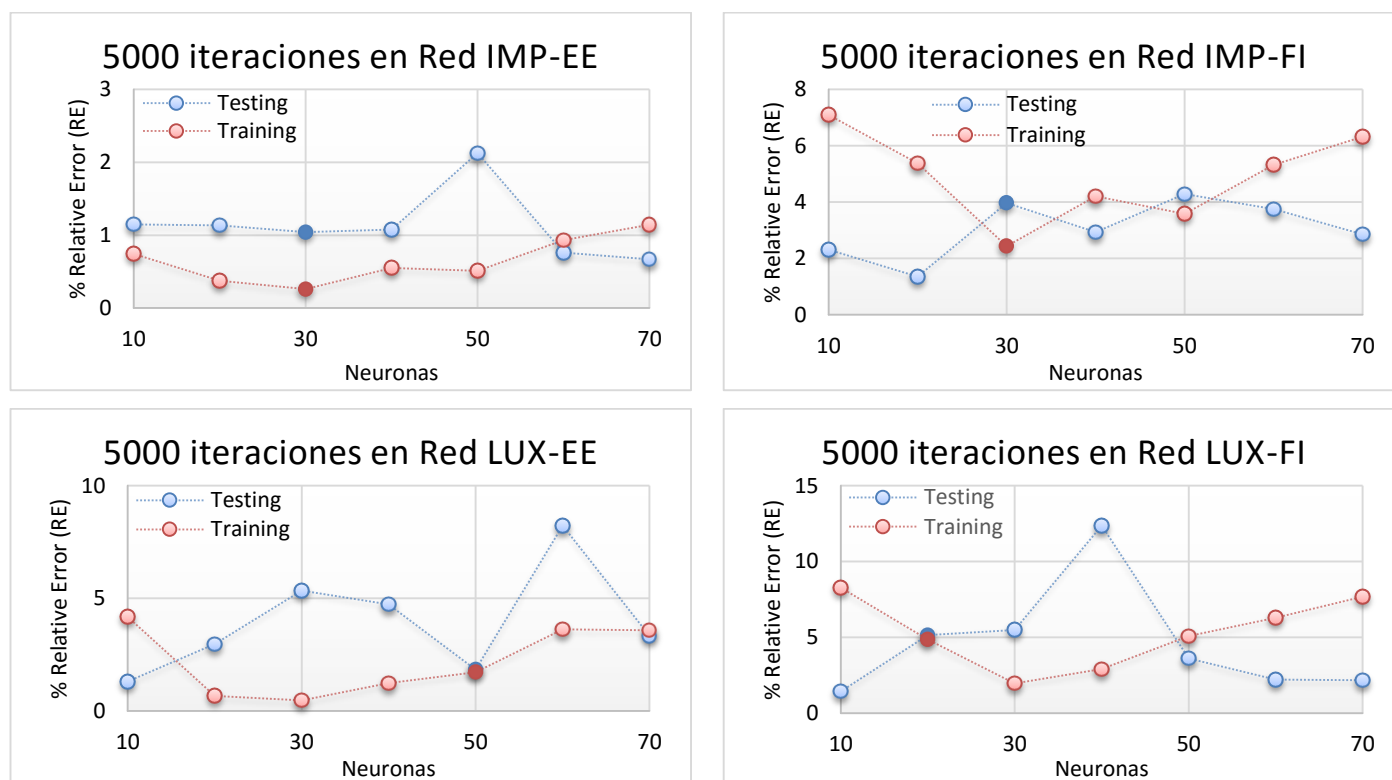 5000 iteraciones en Red IMP-EE
3
2
1
0
% Relative Error (RE)
Testing
Training
10
30
50
70
Neuronas
5000 iteraciones en Red IMP-FI
8
6
4
2
0
% Relative Error (RE)
Testing
Training
10
30
50
70
Neuronas
5000 iteraciones en Red LUX-EE
10
5
0
% Relative Error (RE)
Testing
Training
10
30
50
70
Neuronas
5000 iteraciones en Red LUX-FI
15
10
5
0
% Relative Error (RE)
Testing
Training
10
30
50
70
Neuronas